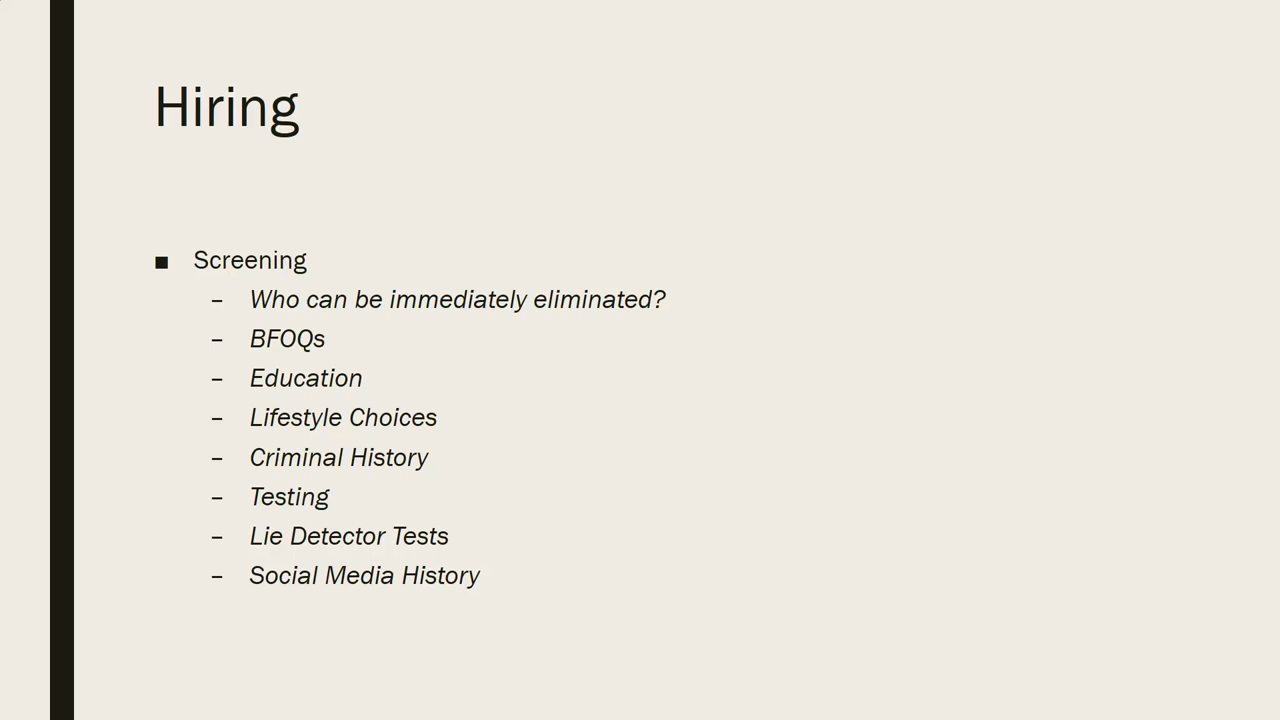 Hiring
■ Screening
– Who can be immediately eliminated?
– BFOQs
– Education
– Lifestyle Choices
– Criminal History
– Testing
– Lie Detector Tests
– Social Media History